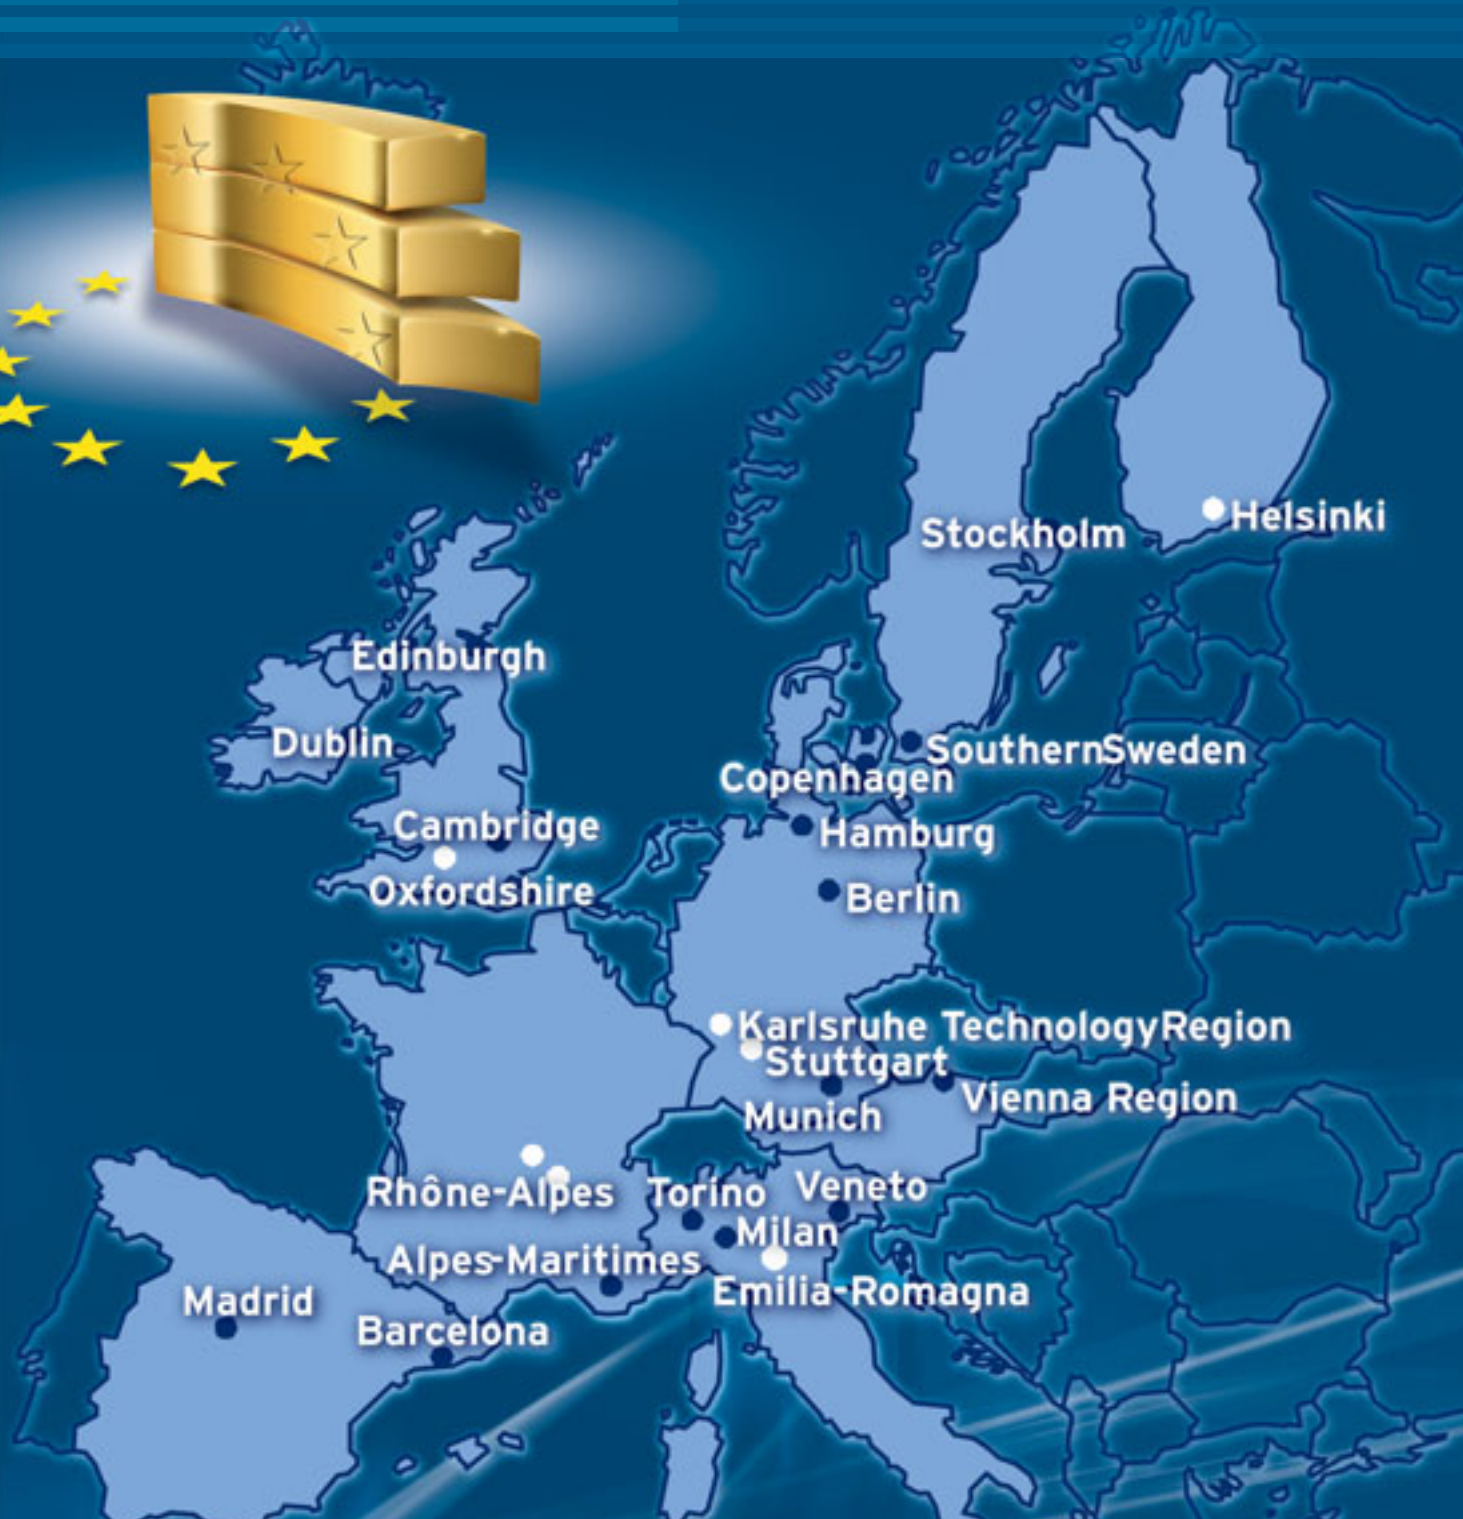 Helsinki
Stockholm
Edinburgh
Dublin
SouthernSweden
Copenhagen
Cambridge
Hamburg
Oxfordshire
Berlin
Karlsruhe TechnologyRegion
Stuttgart
Vienna Region
Munich
Rhône-Alpes
Torino
Veneto
Milan
Alpes-Maritimes
Emilia-Romagna
Madrid
Barcelona